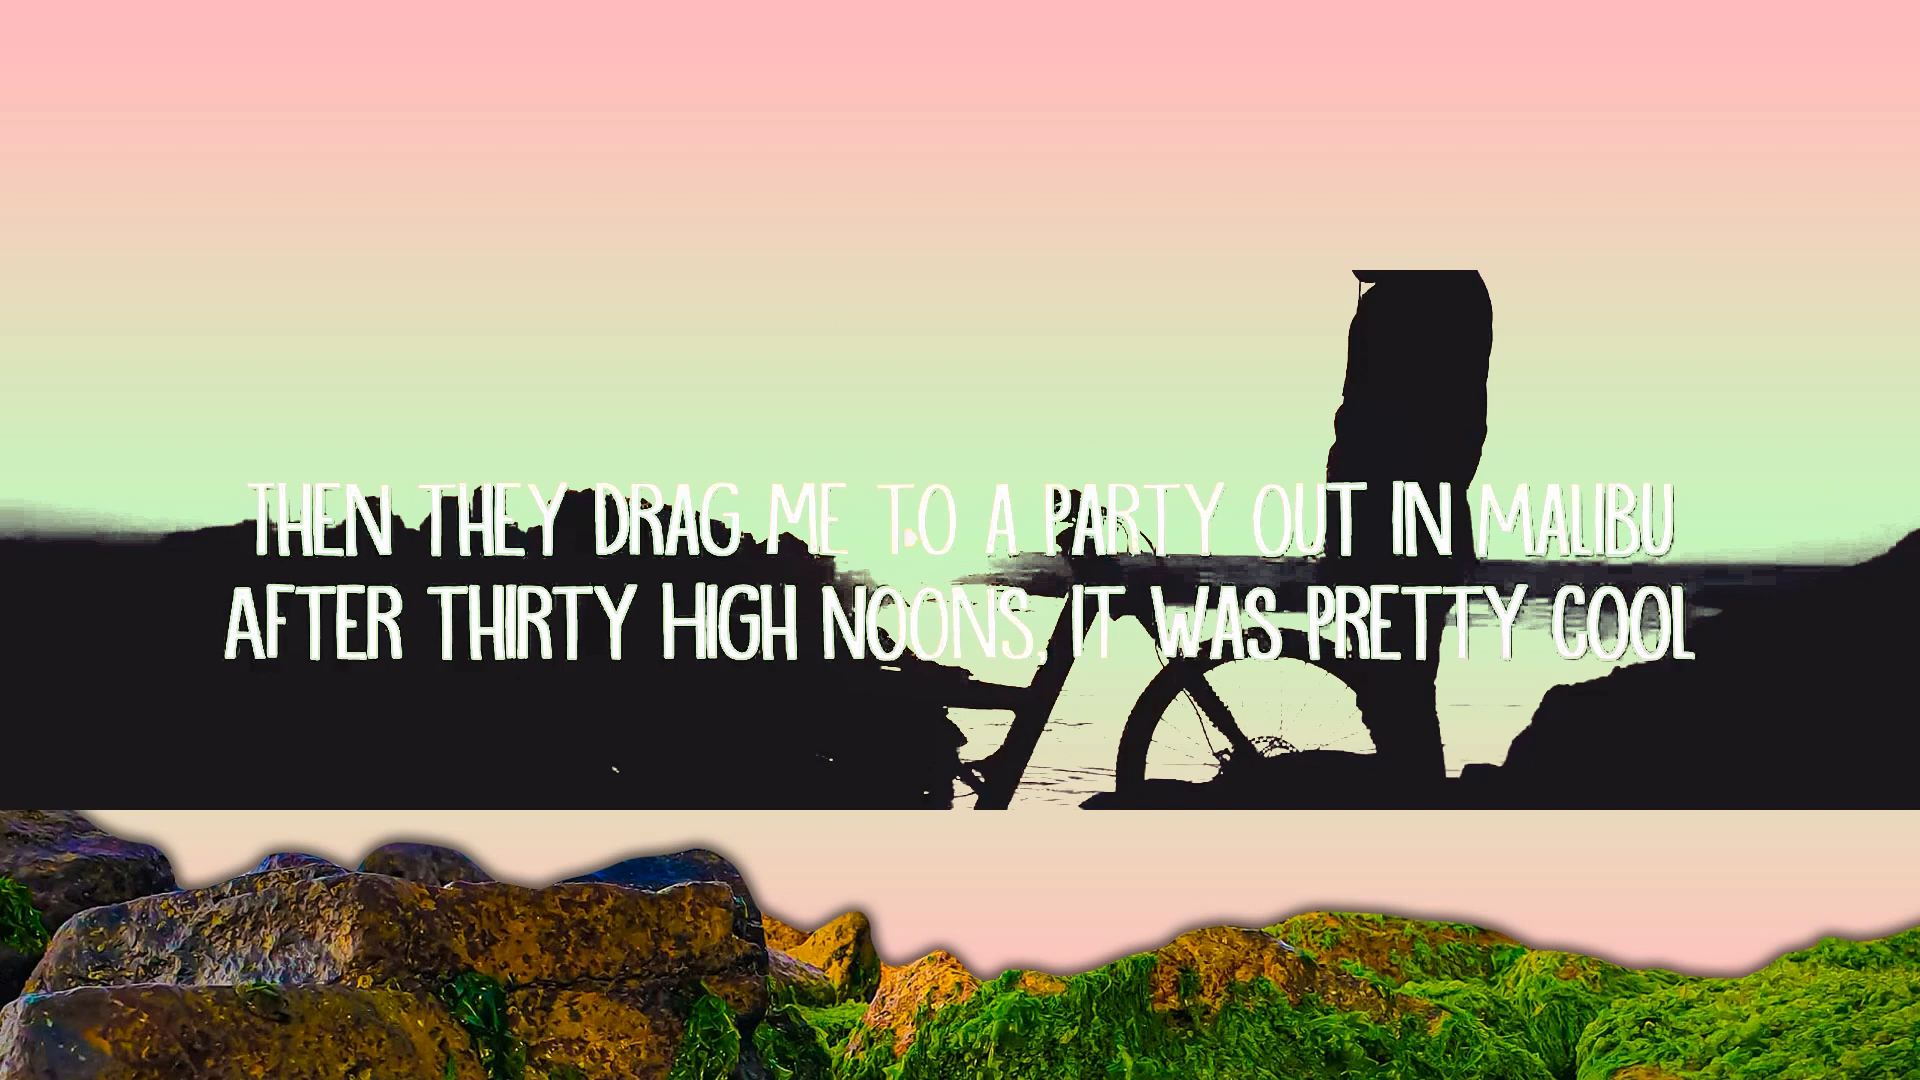 THEN THEY DRAG ME TO A PARTY OUT IN MALIBU
AFTER THIRTY HIGH NOONS, IT WAS PRETTY COOL